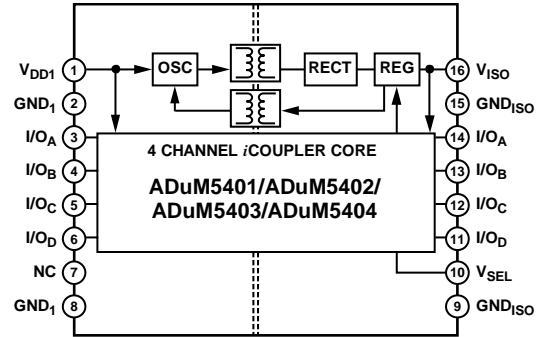 OSC
RECT
REG
V_DD1 1
16 V_ISO
GND_1 2
15 GND_ISO
I/O_A 3
14 I/O_A
4 CHANNEL iCOUPLER CORE
I/O_B 4
13 I/O_B
ADuM5401/ADuM5402/
ADuM5403/ADuM5404
I/O_C 5
12 I/O_C
I/O_D 6
11 I/O_D
NC 7
10 V_SEL
GND_1 8
9 GND_ISO